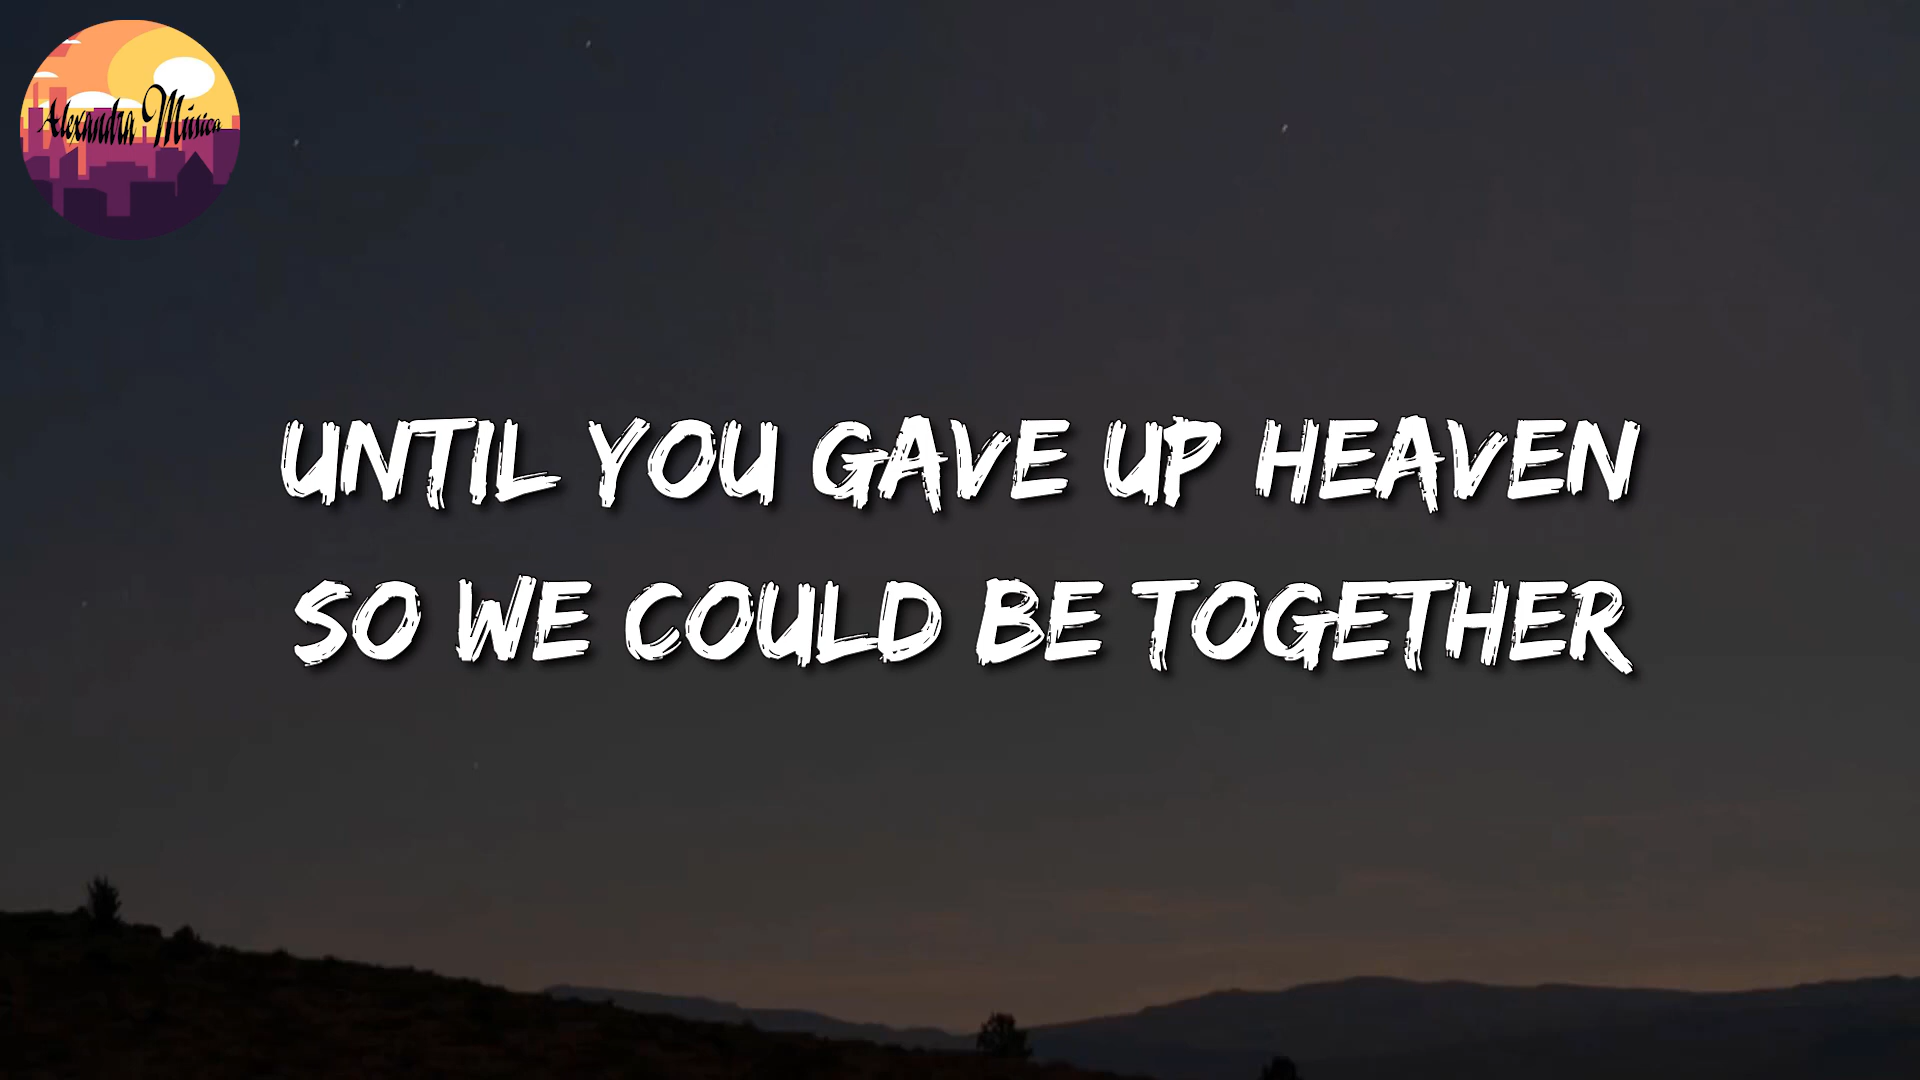 Alexandra Música
UNTIL YOU GAVE UP HEAVEN
SO WE COULD BE TOGETHER